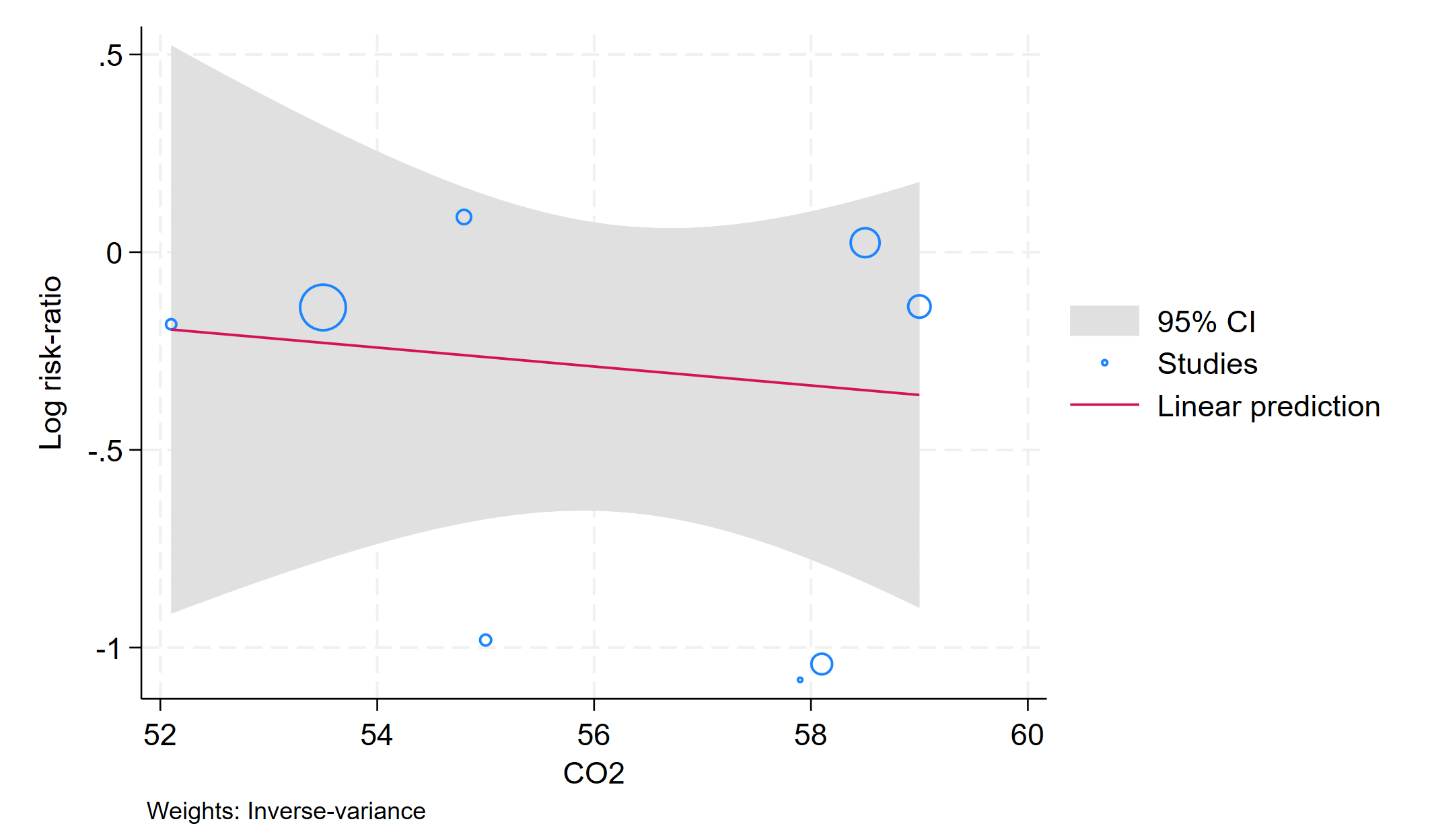 .5
0
-.5
-1
Log risk-ratio
52 54 56 58 60
CO2
Weights: Inverse-variance
95% CI
Studies
Linear prediction